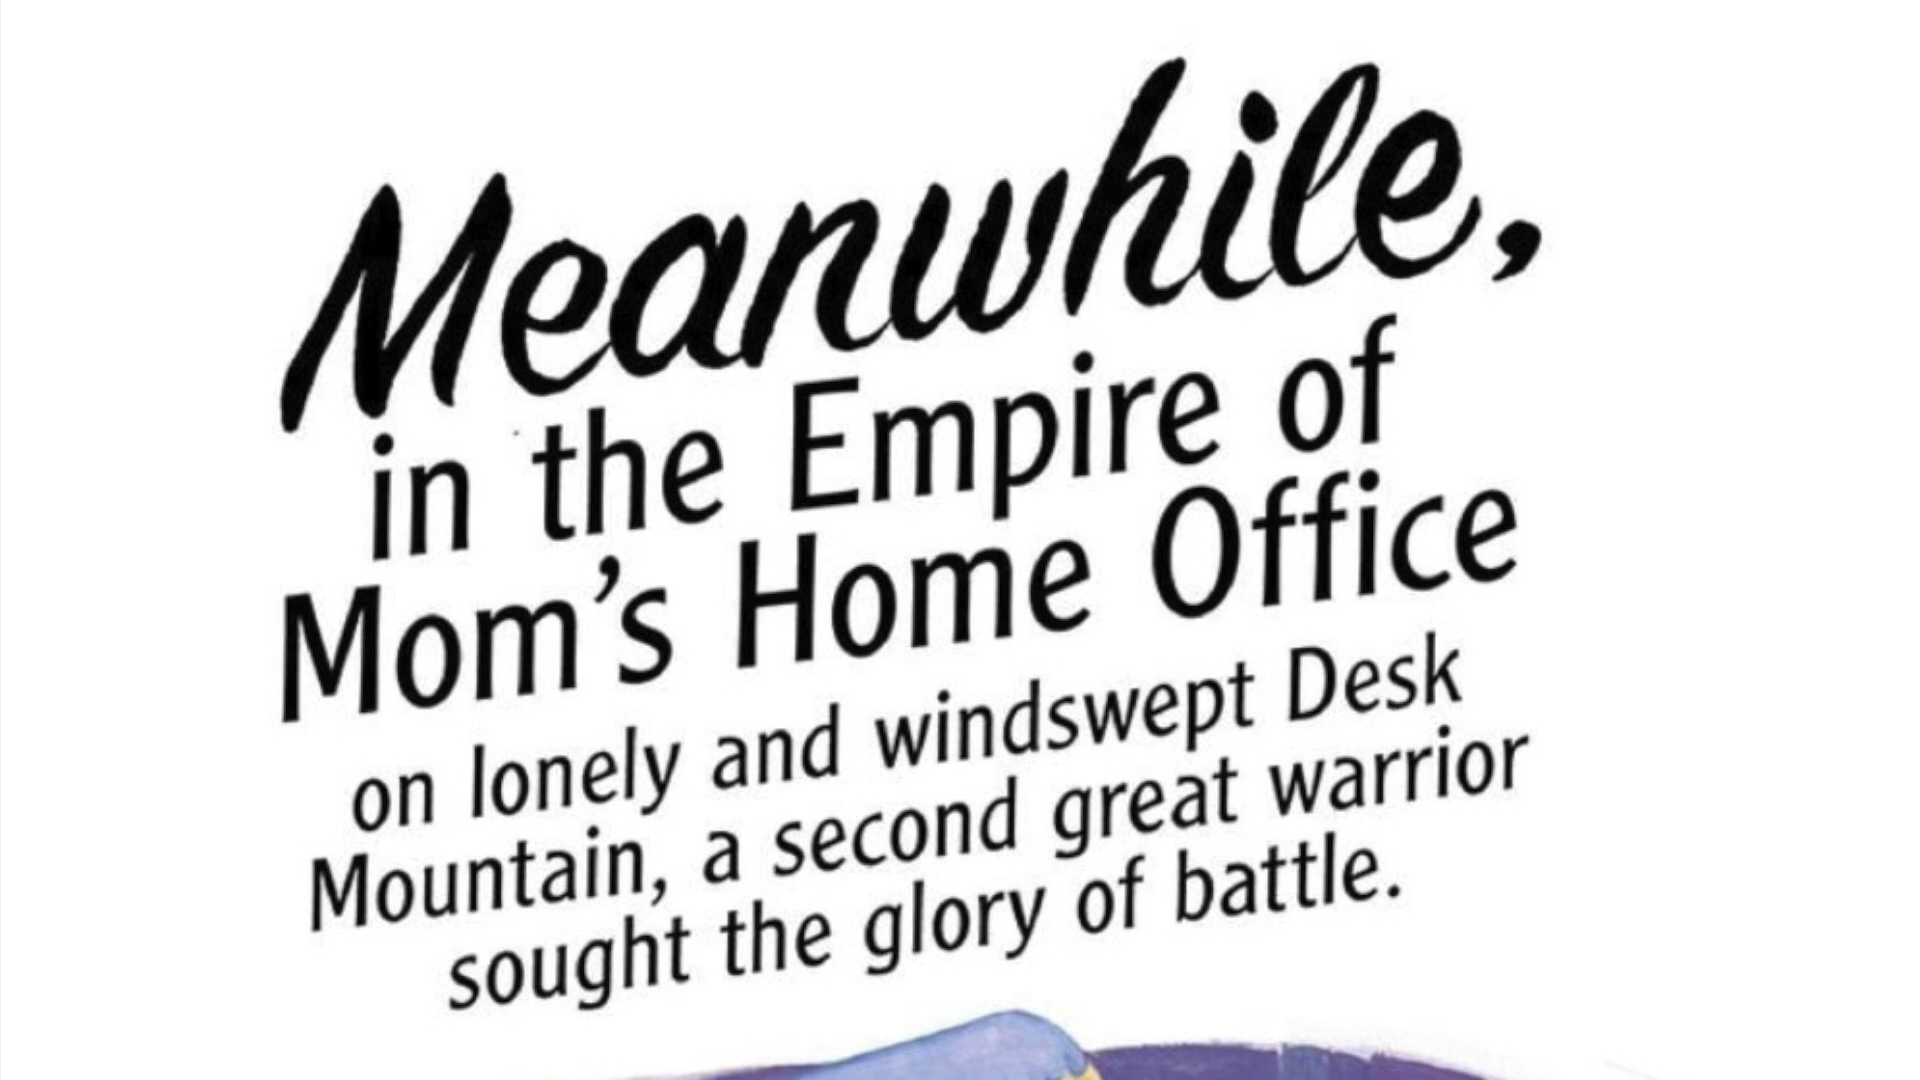 Meanwhile,
in the Empire of
Mom's Home Office
on lonely and windswept Desk
Mountain, a second great warrior
sought the glory of battle.